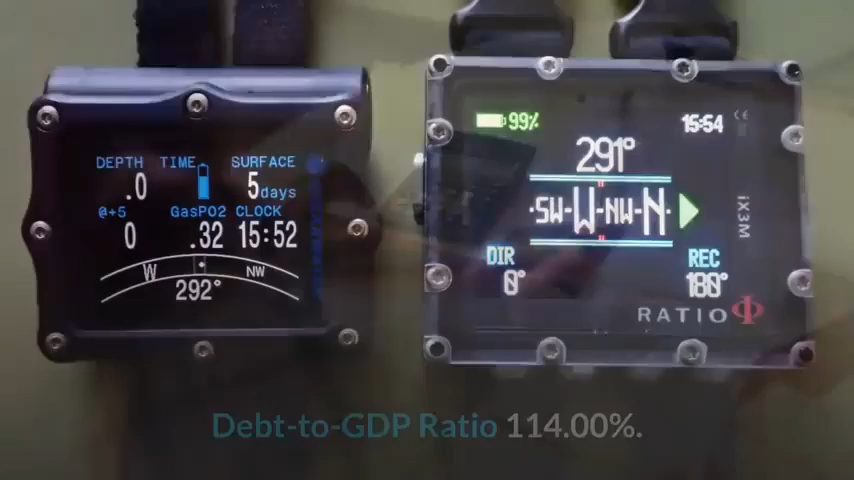 DEPTH TIME SURFACE
.0 5days
@+5 GasPO2 CLOCK
0 .32 15:52
W NW
292°
99% 15:54
CE
291°
·SW-W-NW-N·
iX3M
DIR REC
0° 180°
RATIO
Debt-to-GDP Ratio 114.00%.